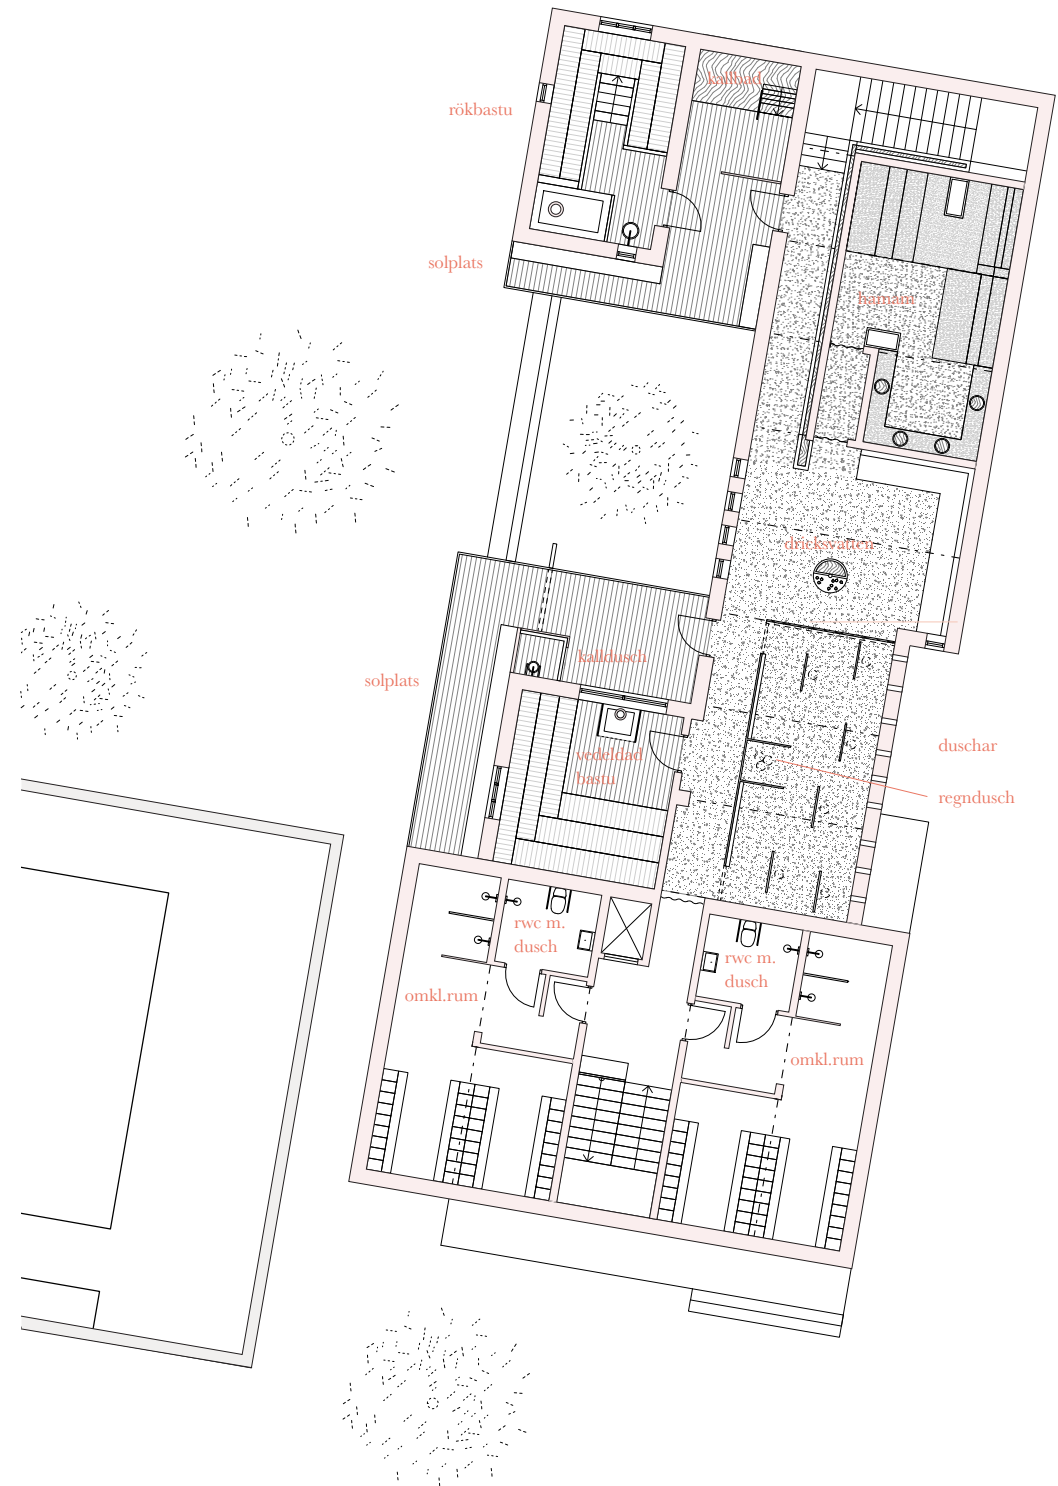 kallbad
rökbastu
solplats
hamam
dricksvatten
kalldusch
solplats
duschar
vedeldad
bastu
regndusch
rwc m.
dusch
rwc m.
dusch
omkl.rum
omkl.rum